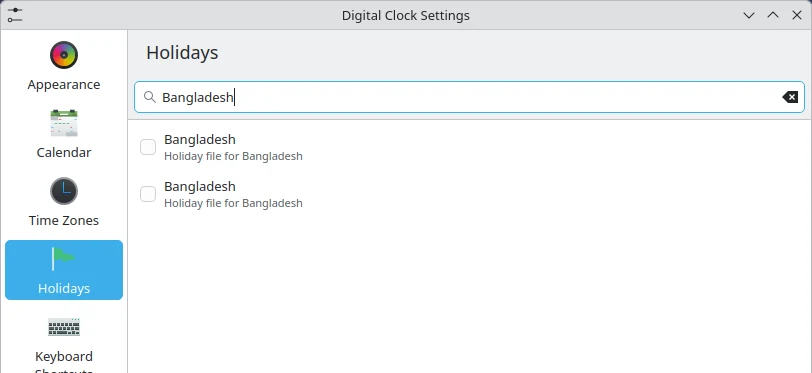 Digital Clock Settings
Appearance
Calendar
Time Zones
Holidays
Keyboard
Holidays
Bangladesh
Bangladesh
Holiday file for Bangladesh
Bangladesh
Holiday file for Bangladesh